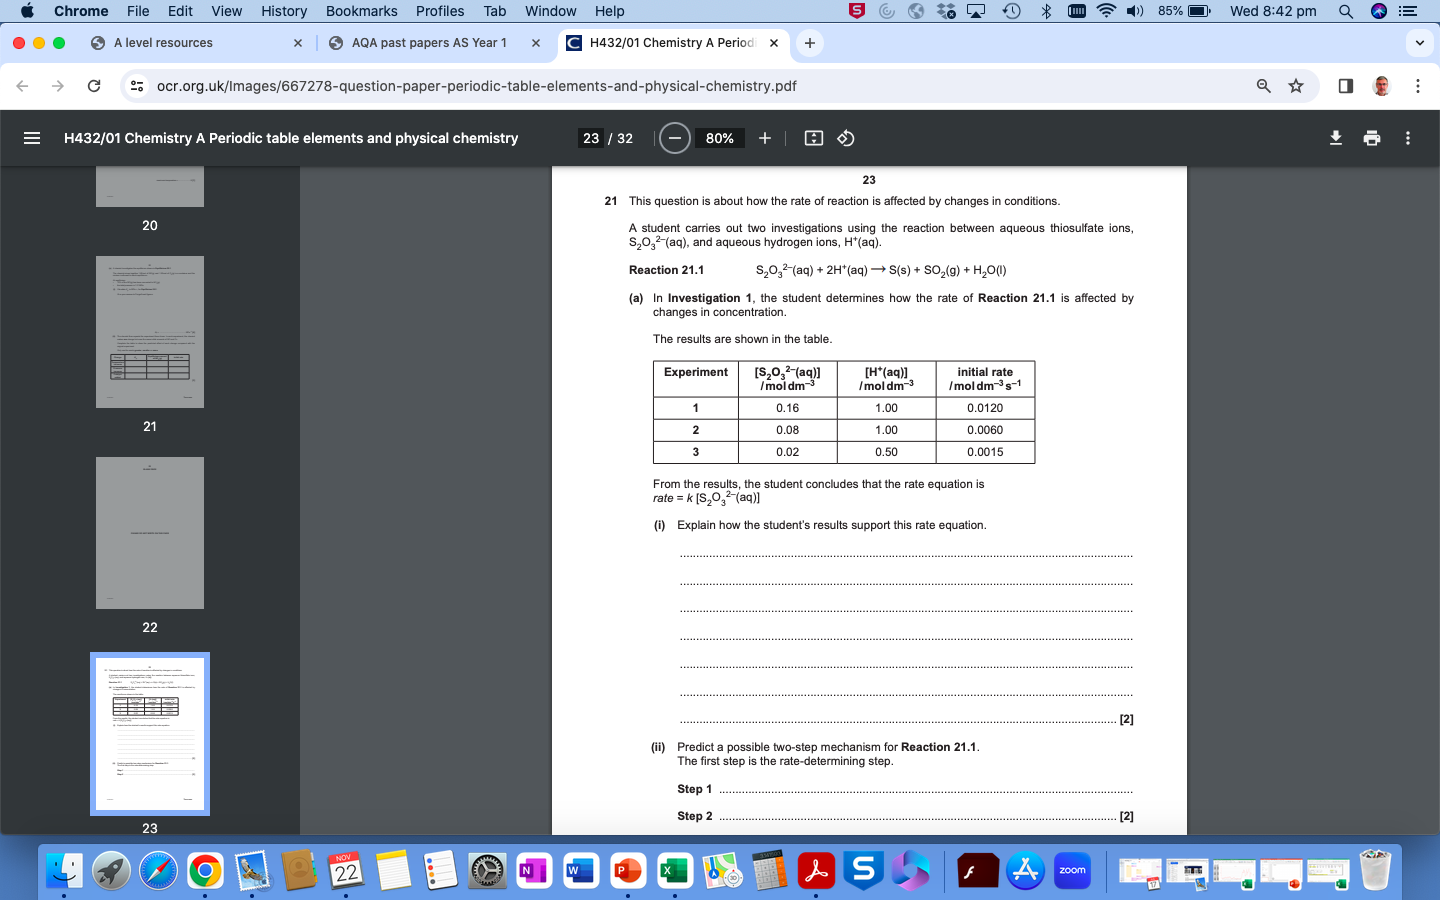 Chrome File Edit View History Bookmarks Profiles Tab Window Help 85% Wed 8:42 pm
A level resources
AQA past papers AS Year 1
H432/01 Chemistry A Period
ocr.org.uk/Images/667278-question-paper-periodic-table-elements-and-physical-chemistry.pdf
H432/01 Chemistry A Periodic table elements and physical chemistry
23 / 32
80%
20
21
22
23
23
21 This question is about how the rate of reaction is affected by changes in conditions.
A student carries out two investigations using the reaction between aqueous thiosulfate ions,
S₂O₃²⁻(aq), and aqueous hydrogen ions, H⁺(aq).
Reaction 21.1 S₂O₃²⁻(aq) + 2H⁺(aq) → S(s) + SO₂(g) + H₂O(l)
(a) In Investigation 1, the student determines how the rate of Reaction 21.1 is affected by
changes in concentration.
The results are shown in the table.
Experiment [S₂O₃²⁻(aq)] [H⁺(aq)] initial rate
/mol dm⁻³ /mol dm⁻³ /mol dm⁻³ s⁻¹
1 0.16 1.00 0.0120
2 0.08 1.00 0.0060
3 0.02 0.50 0.0015
From the results, the student concludes that the rate equation is
rate = k [S₂O₃²⁻(aq)]
(i) Explain how the student's results support this rate equation.
[2]
(ii) Predict a possible two-step mechanism for Reaction 21.1.
The first step is the rate-determining step.
Step 1
Step 2 [2]
NOV
22
zoom